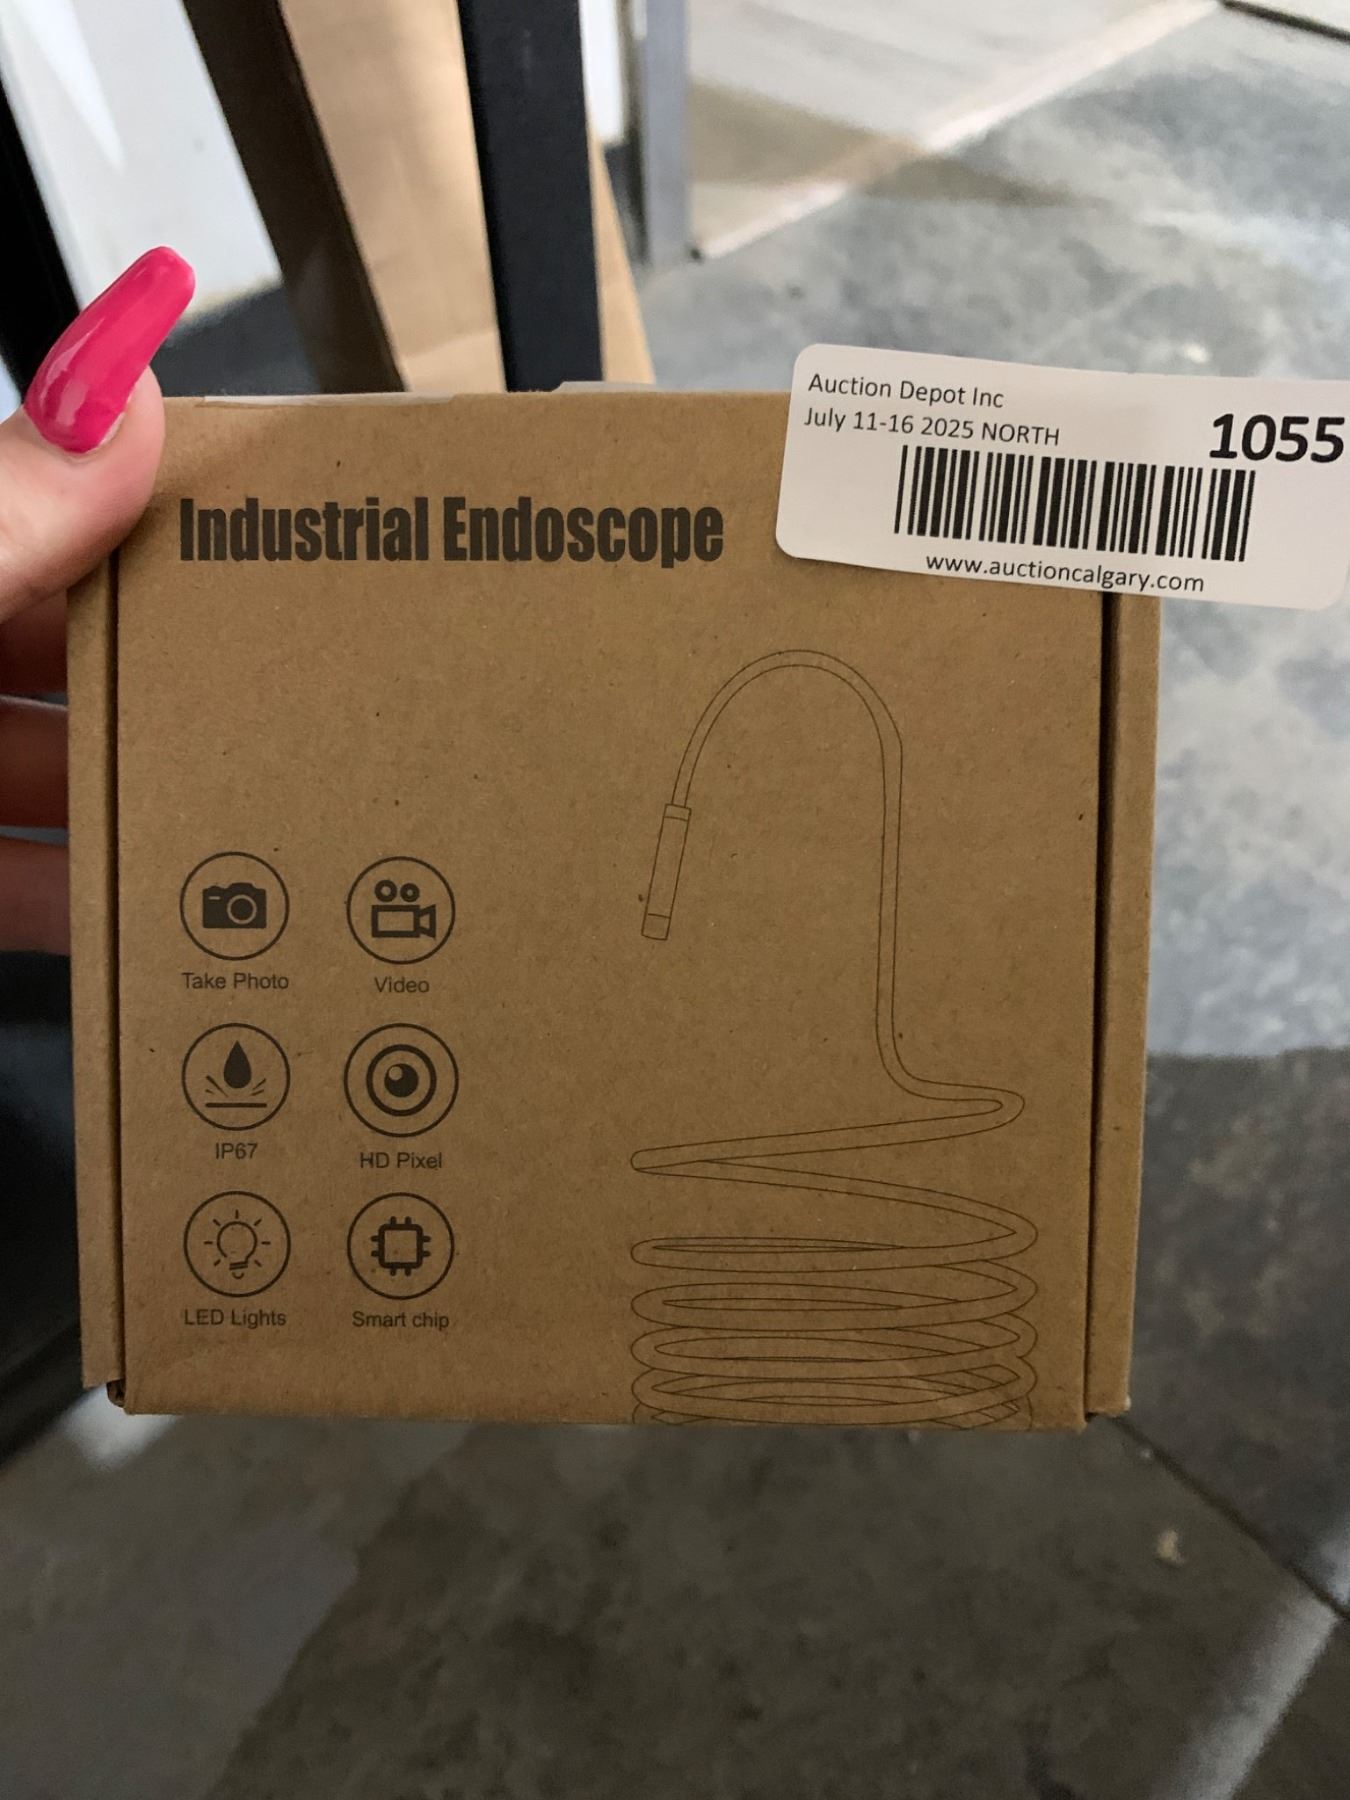 Auction Depot Inc
July 11-16 2025 NORTH
1055
www.auctioncalgary.com
Industrial Endoscope
Take Photo
Video
IP67
HD Pixel
LED Lights
Smart chip